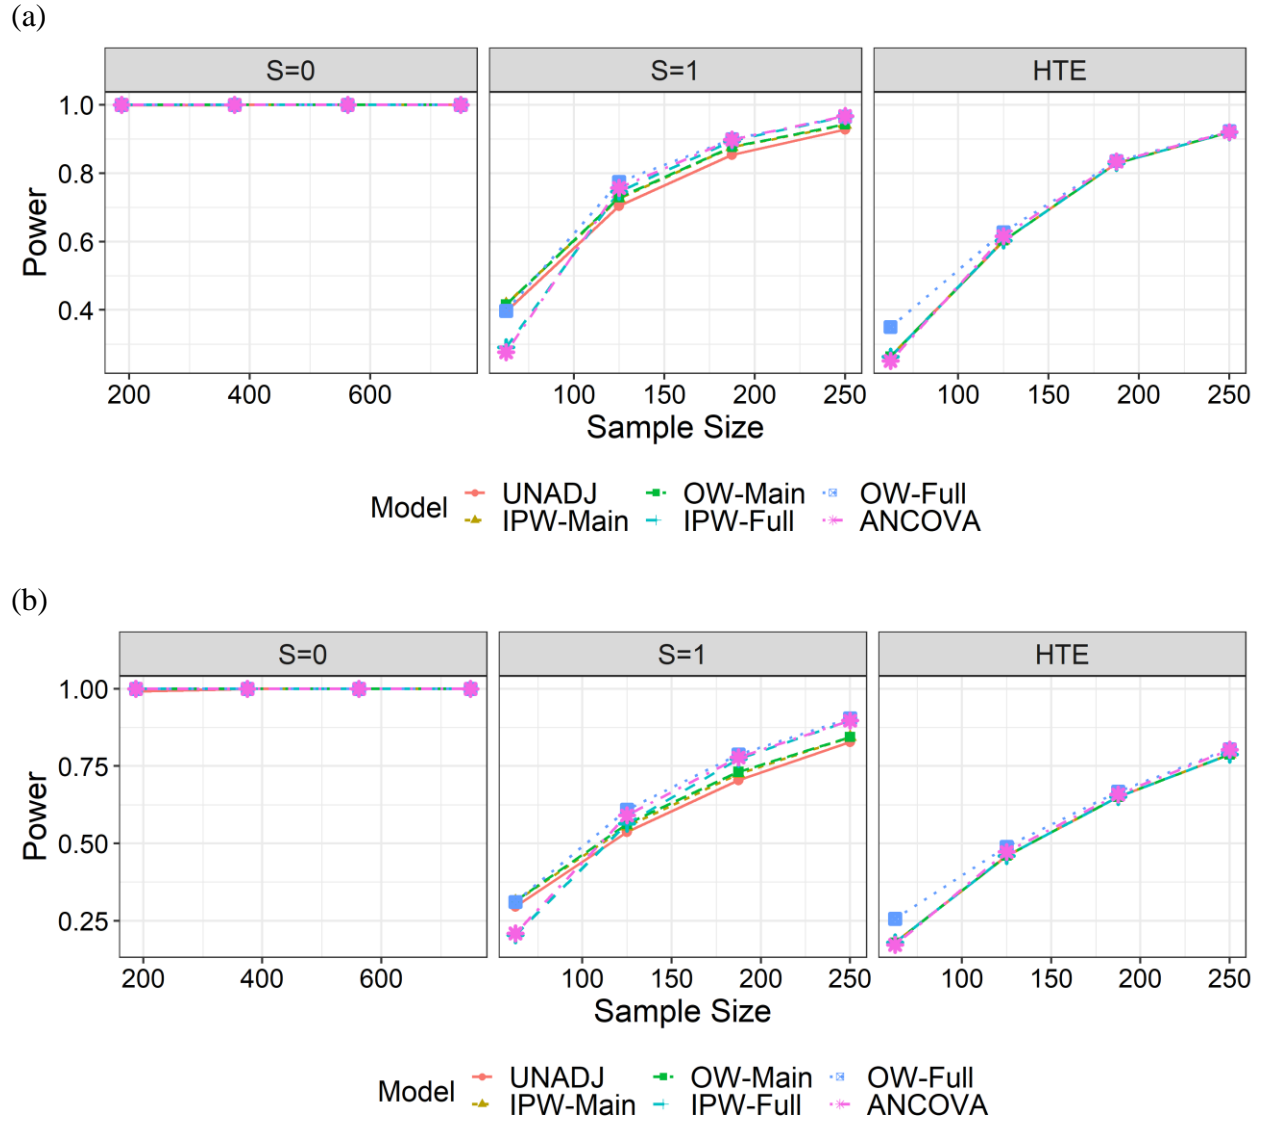 (a)
S=0 S=1 HTE
1.0
0.8
0.6
0.4
Power
200 400 600 100 150 200 250 100 150 200 250
Sample Size
Model UNADJ OW-Main OW-Full
IPW-Main IPW-Full ANCOVA
(b)
S=0 S=1 HTE
1.00
0.75
0.50
0.25
Power
200 400 600 100 150 200 250 100 150 200 250
Sample Size
Model UNADJ OW-Main OW-Full
IPW-Main IPW-Full ANCOVA